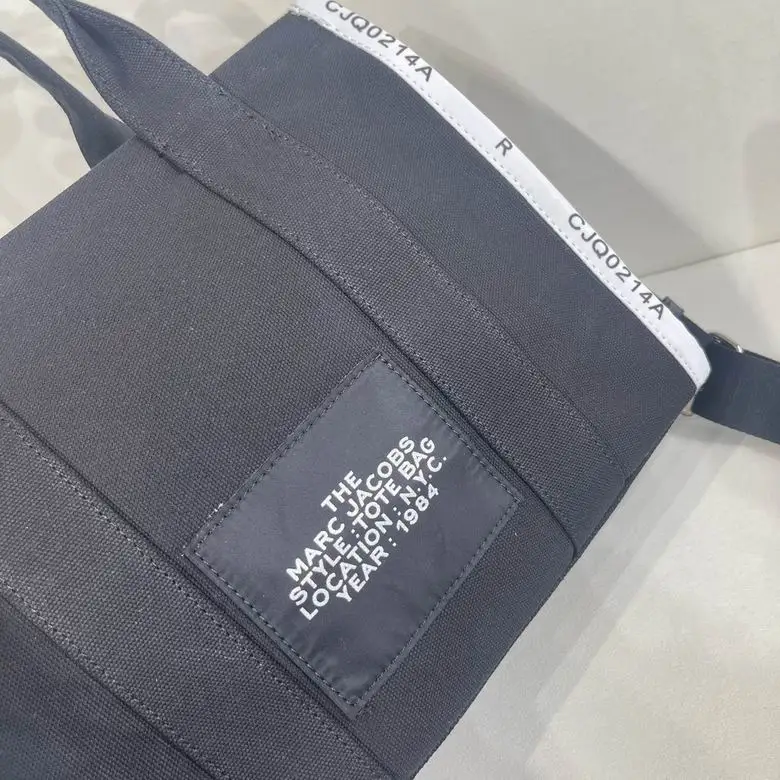 CJQ0214A
R
CJQ0214A
THE
MARC JACOBS
STYLE : TOTE BAG
LOCATION : N.Y.C.
YEAR : 1984